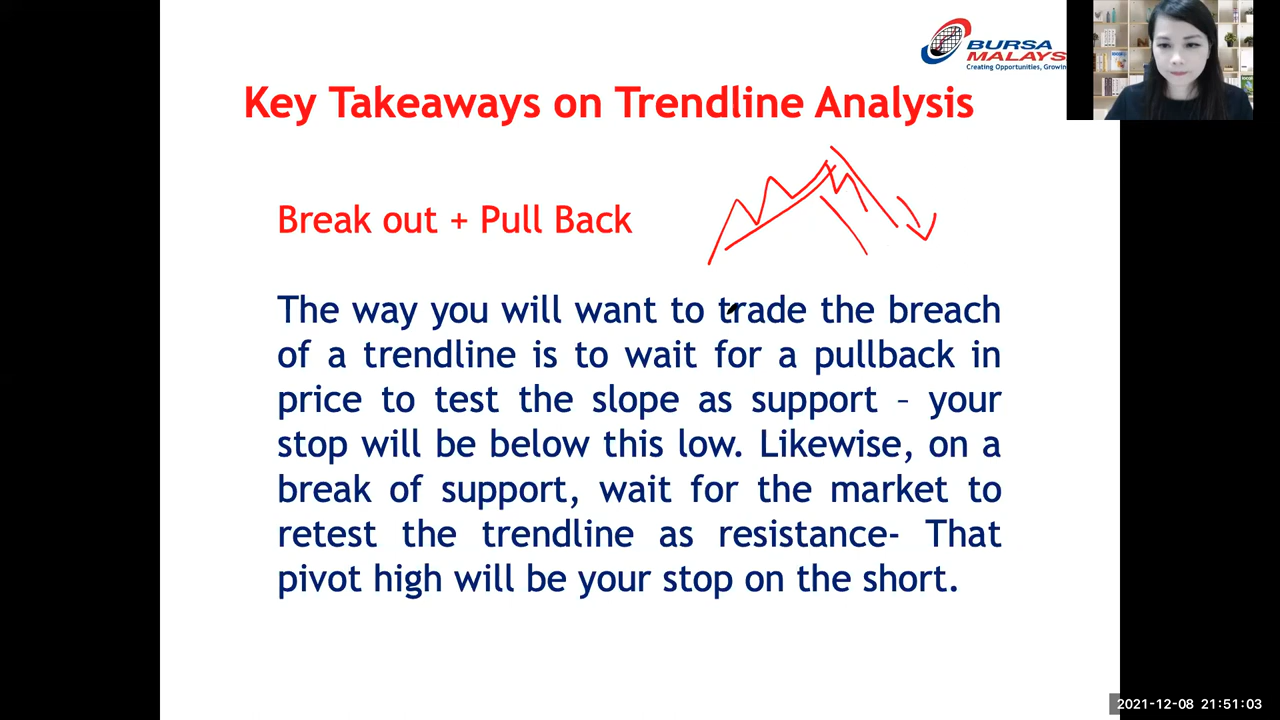 BURSA
MALAYS
Creating Opportunities, Growin
Key Takeaways on Trendline Analysis
Break out + Pull Back
The way you will want to trade the breach
of a trendline is to wait for a pullback in
price to test the slope as support – your
stop will be below this low. Likewise, on a
break of support, wait for the market to
retest the trendline as resistance- That
pivot high will be your stop on the short.
2021-12-08 21:51:03